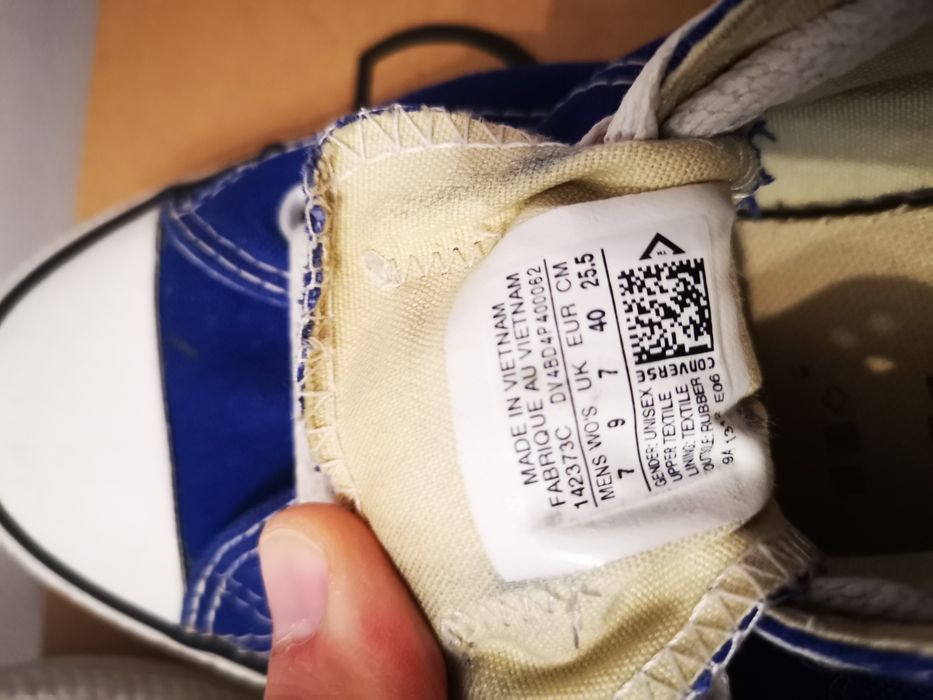 MADE IN VIETNAM
FABRIQUE AU VIETNAM
142373C DV4BD4P400062
MENS WO'S UK EUR CM
7 9 7 40 25.5
GENDER: UNISEX
UPPER:TEXTILE
LINING: TEXTILE
OUTSOLE: RUBBER
E06
CONVERSE